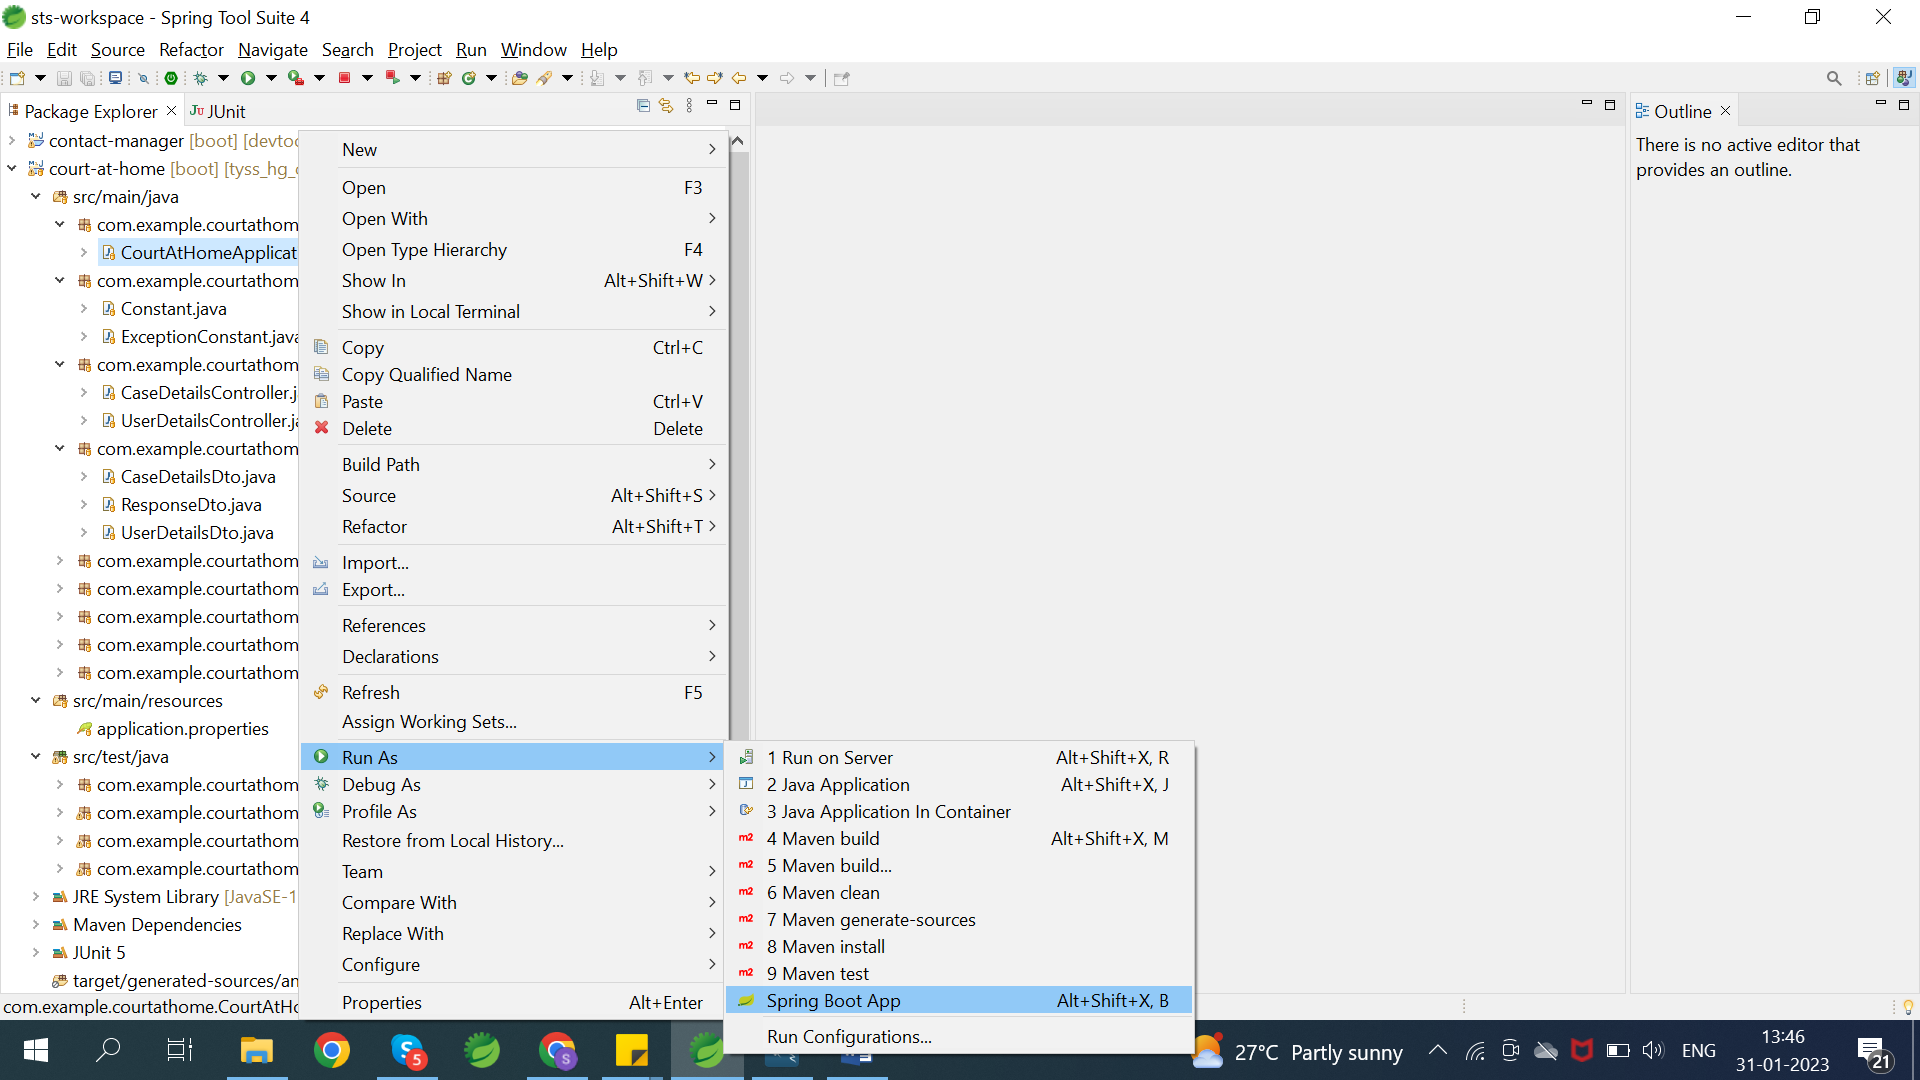 sts-workspace - Spring Tool Suite 4
File Edit Source Refactor Navigate Search Project Run Window Help
Package Explorer
JUnit
Outline
There is no active editor that
provides an outline.
contact-manager [boot]
court-at-home [boot]
src/main/java
com.example.courtathom
CourtAtHomeApplicat
com.example.courtathom
Constant.java
ExceptionConstant.java
com.example.courtathom
CaseDetailsController.j
UserDetailsController.ja
com.example.courtathom
CaseDetailsDto.java
ResponseDto.java
UserDetailsDto.java
com.example.courtathom
com.example.courtathom
com.example.courtathom
com.example.courtathom
com.example.courtathom
src/main/resources
application.properties
src/test/java
com.example.courtathom
com.example.courtathom
com.example.courtathom
com.example.courtathom
JRE System Library [JavaSE-1
Maven Dependencies
JUnit 5
target/generated-sources/an
com.example.courtathome.CourtAtHo
New
Open F3
Open With
Open Type Hierarchy F4
Show In Alt+Shift+W
Show in Local Terminal
Copy Ctrl+C
Copy Qualified Name
Paste Ctrl+V
Delete Delete
Build Path
Source Alt+Shift+S
Refactor Alt+Shift+T
Import...
Export...
References
Declarations
Refresh F5
Assign Working Sets...
Run As
Debug As
Profile As
Restore from Local History...
Team
Compare With
Replace With
Configure
Properties Alt+Enter
1 Run on Server Alt+Shift+X, R
2 Java Application Alt+Shift+X, J
3 Java Application In Container
4 Maven build Alt+Shift+X, M
5 Maven build...
6 Maven clean
7 Maven generate-sources
8 Maven install
9 Maven test
Spring Boot App Alt+Shift+X, B
Run Configurations...
5
S
27°C Partly sunny
ENG
13:46
31-01-2023
21